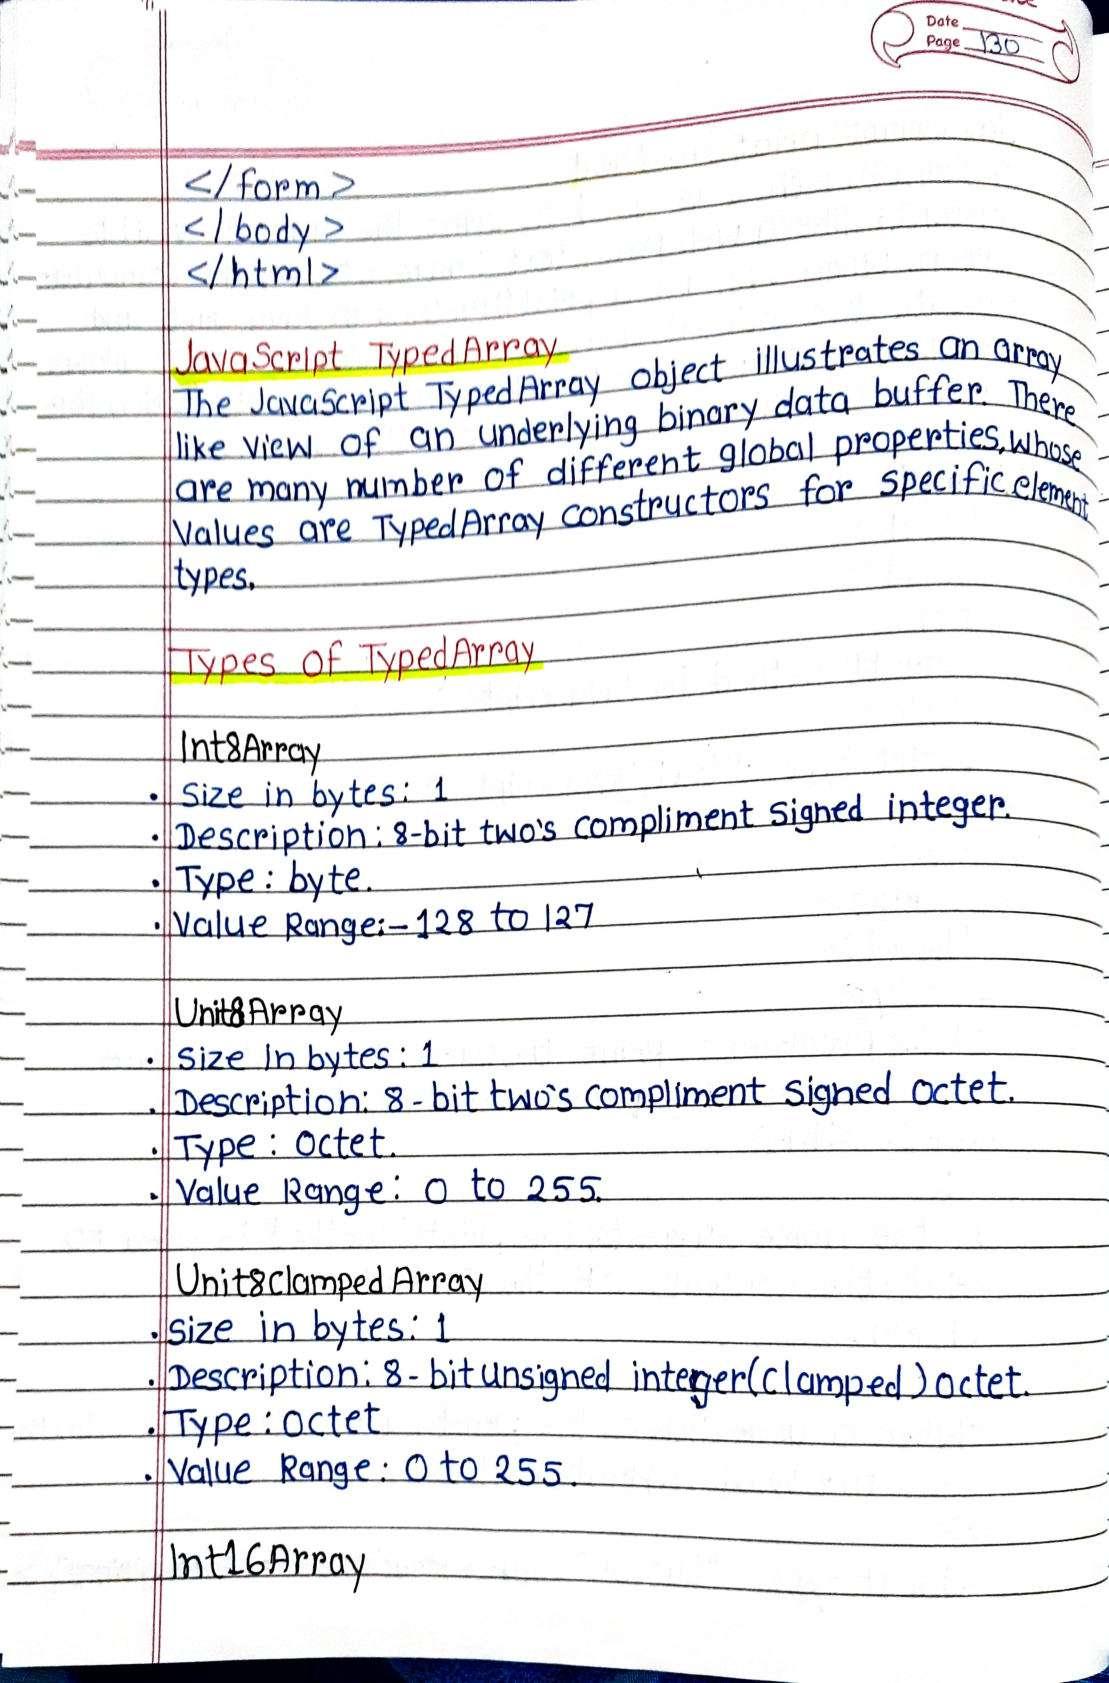 Date
Page 130
</form>
</body>
</html>
JavaScript TypedArray
The JavaScript TypedArray object illustrates an array
like view of an underlying binary data buffer. There
are many number of different global properties, whose
values are TypedArray constructors for specific element
types.
Types of TypedArray
Int8Array
• Size in bytes: 1
• Description: 8-bit two's compliment signed integer.
• Type: byte.
• Value Range:-128 to 127
Unit8Array
• Size in bytes: 1
• Description: 8-bit two's compliment signed octet.
• Type: octet.
• Value Range: 0 to 255.
Unit8clampedArray
• Size in bytes: 1
• Description: 8-bit unsigned integer(clamped) octet.
• Type: octet
• Value Range: 0 to 255.
Int16Array